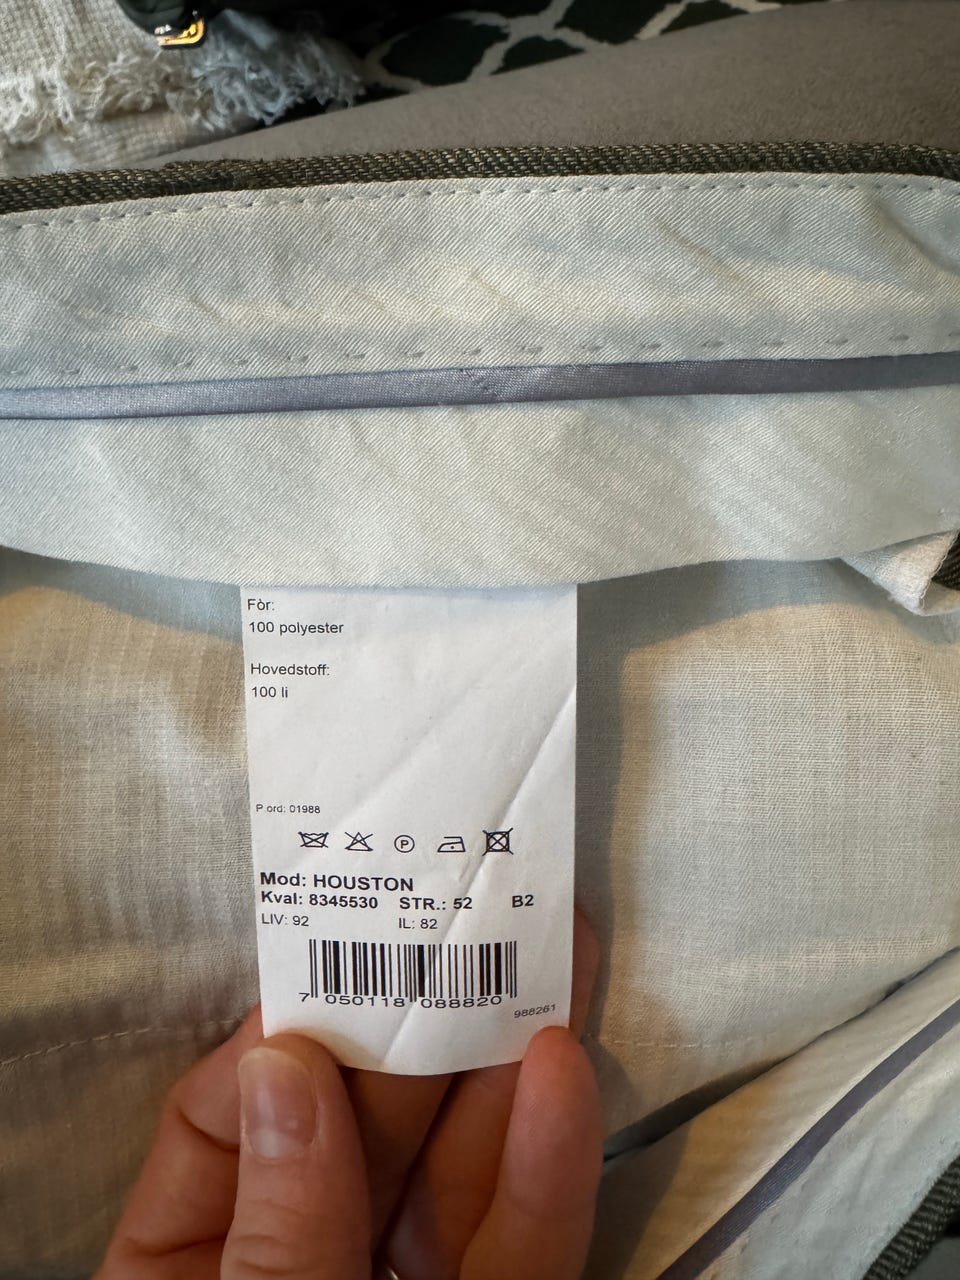 Fòr:
100 polyester
Hovedstoff:
100 li
P ord: 01988
P
Mod: HOUSTON
Kval: 8345530 STR.: 52 B2
LIV: 92 IL: 82
7 050118 088820
988261